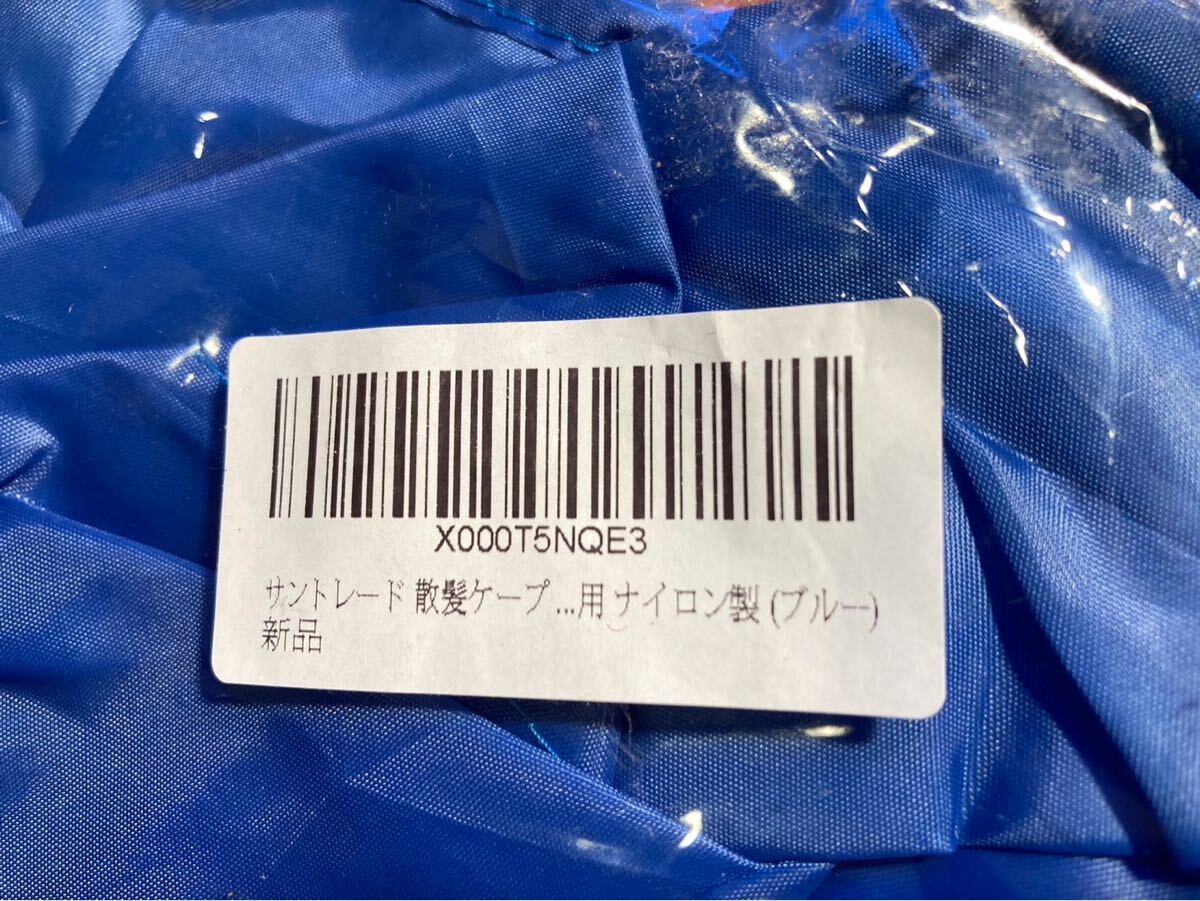 X000T5NQE3
サントレード 散髪ケープ ...用 ナイロン製 (ブルー)
新品